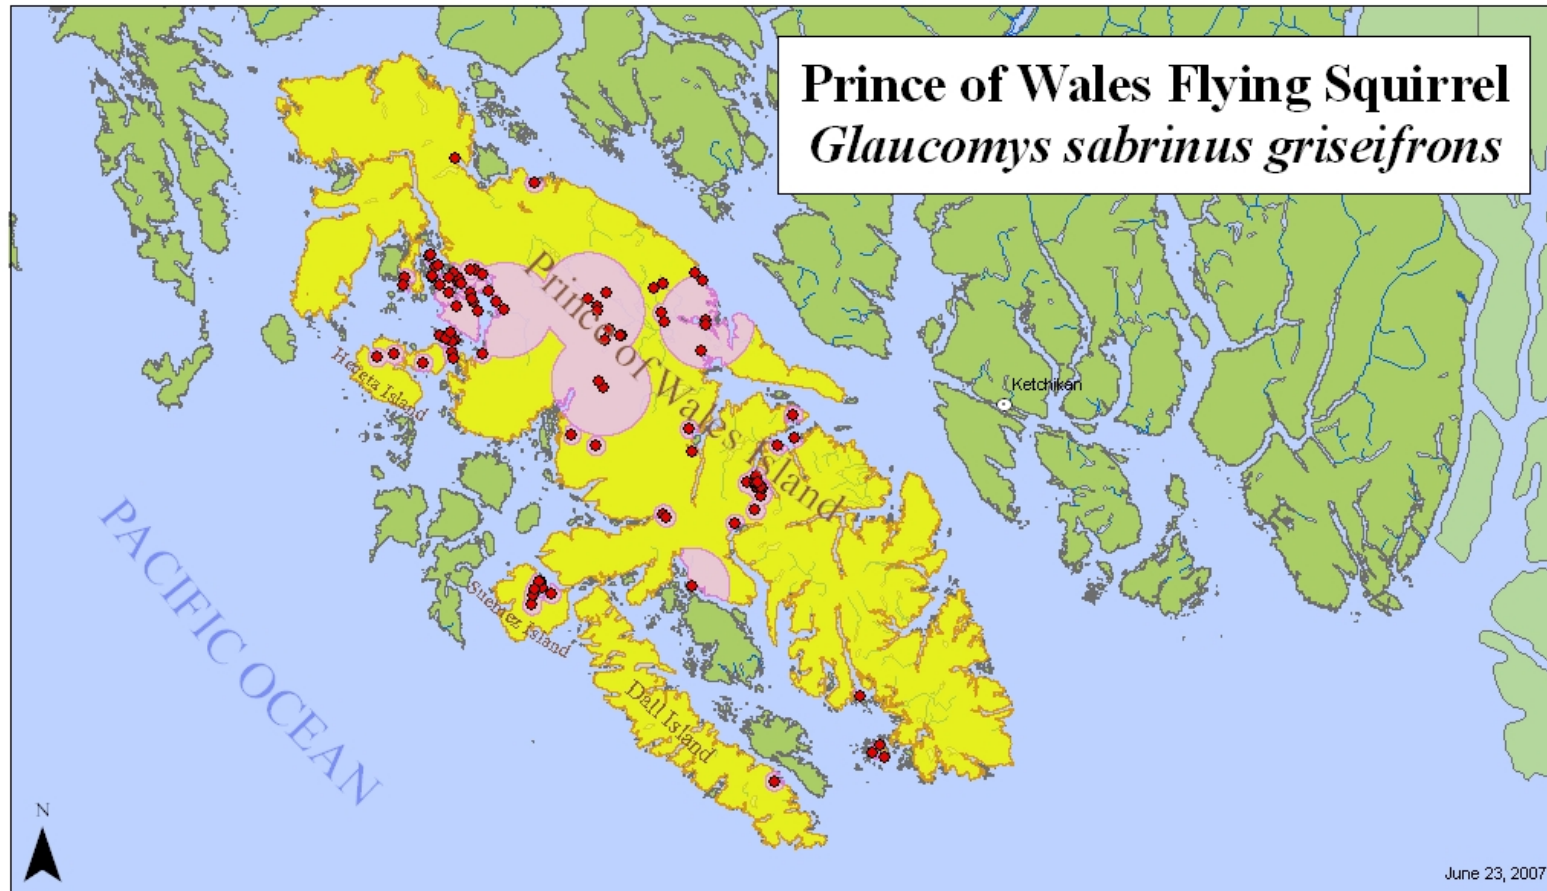 Prince of Wales Flying Squirrel
Glaucomys sabrinus griseifrons
Prince of Wales Island
Heceta Island
Ketchikan
PACIFIC OCEAN
Suemez Island
Dall Island
N
June 23, 2007